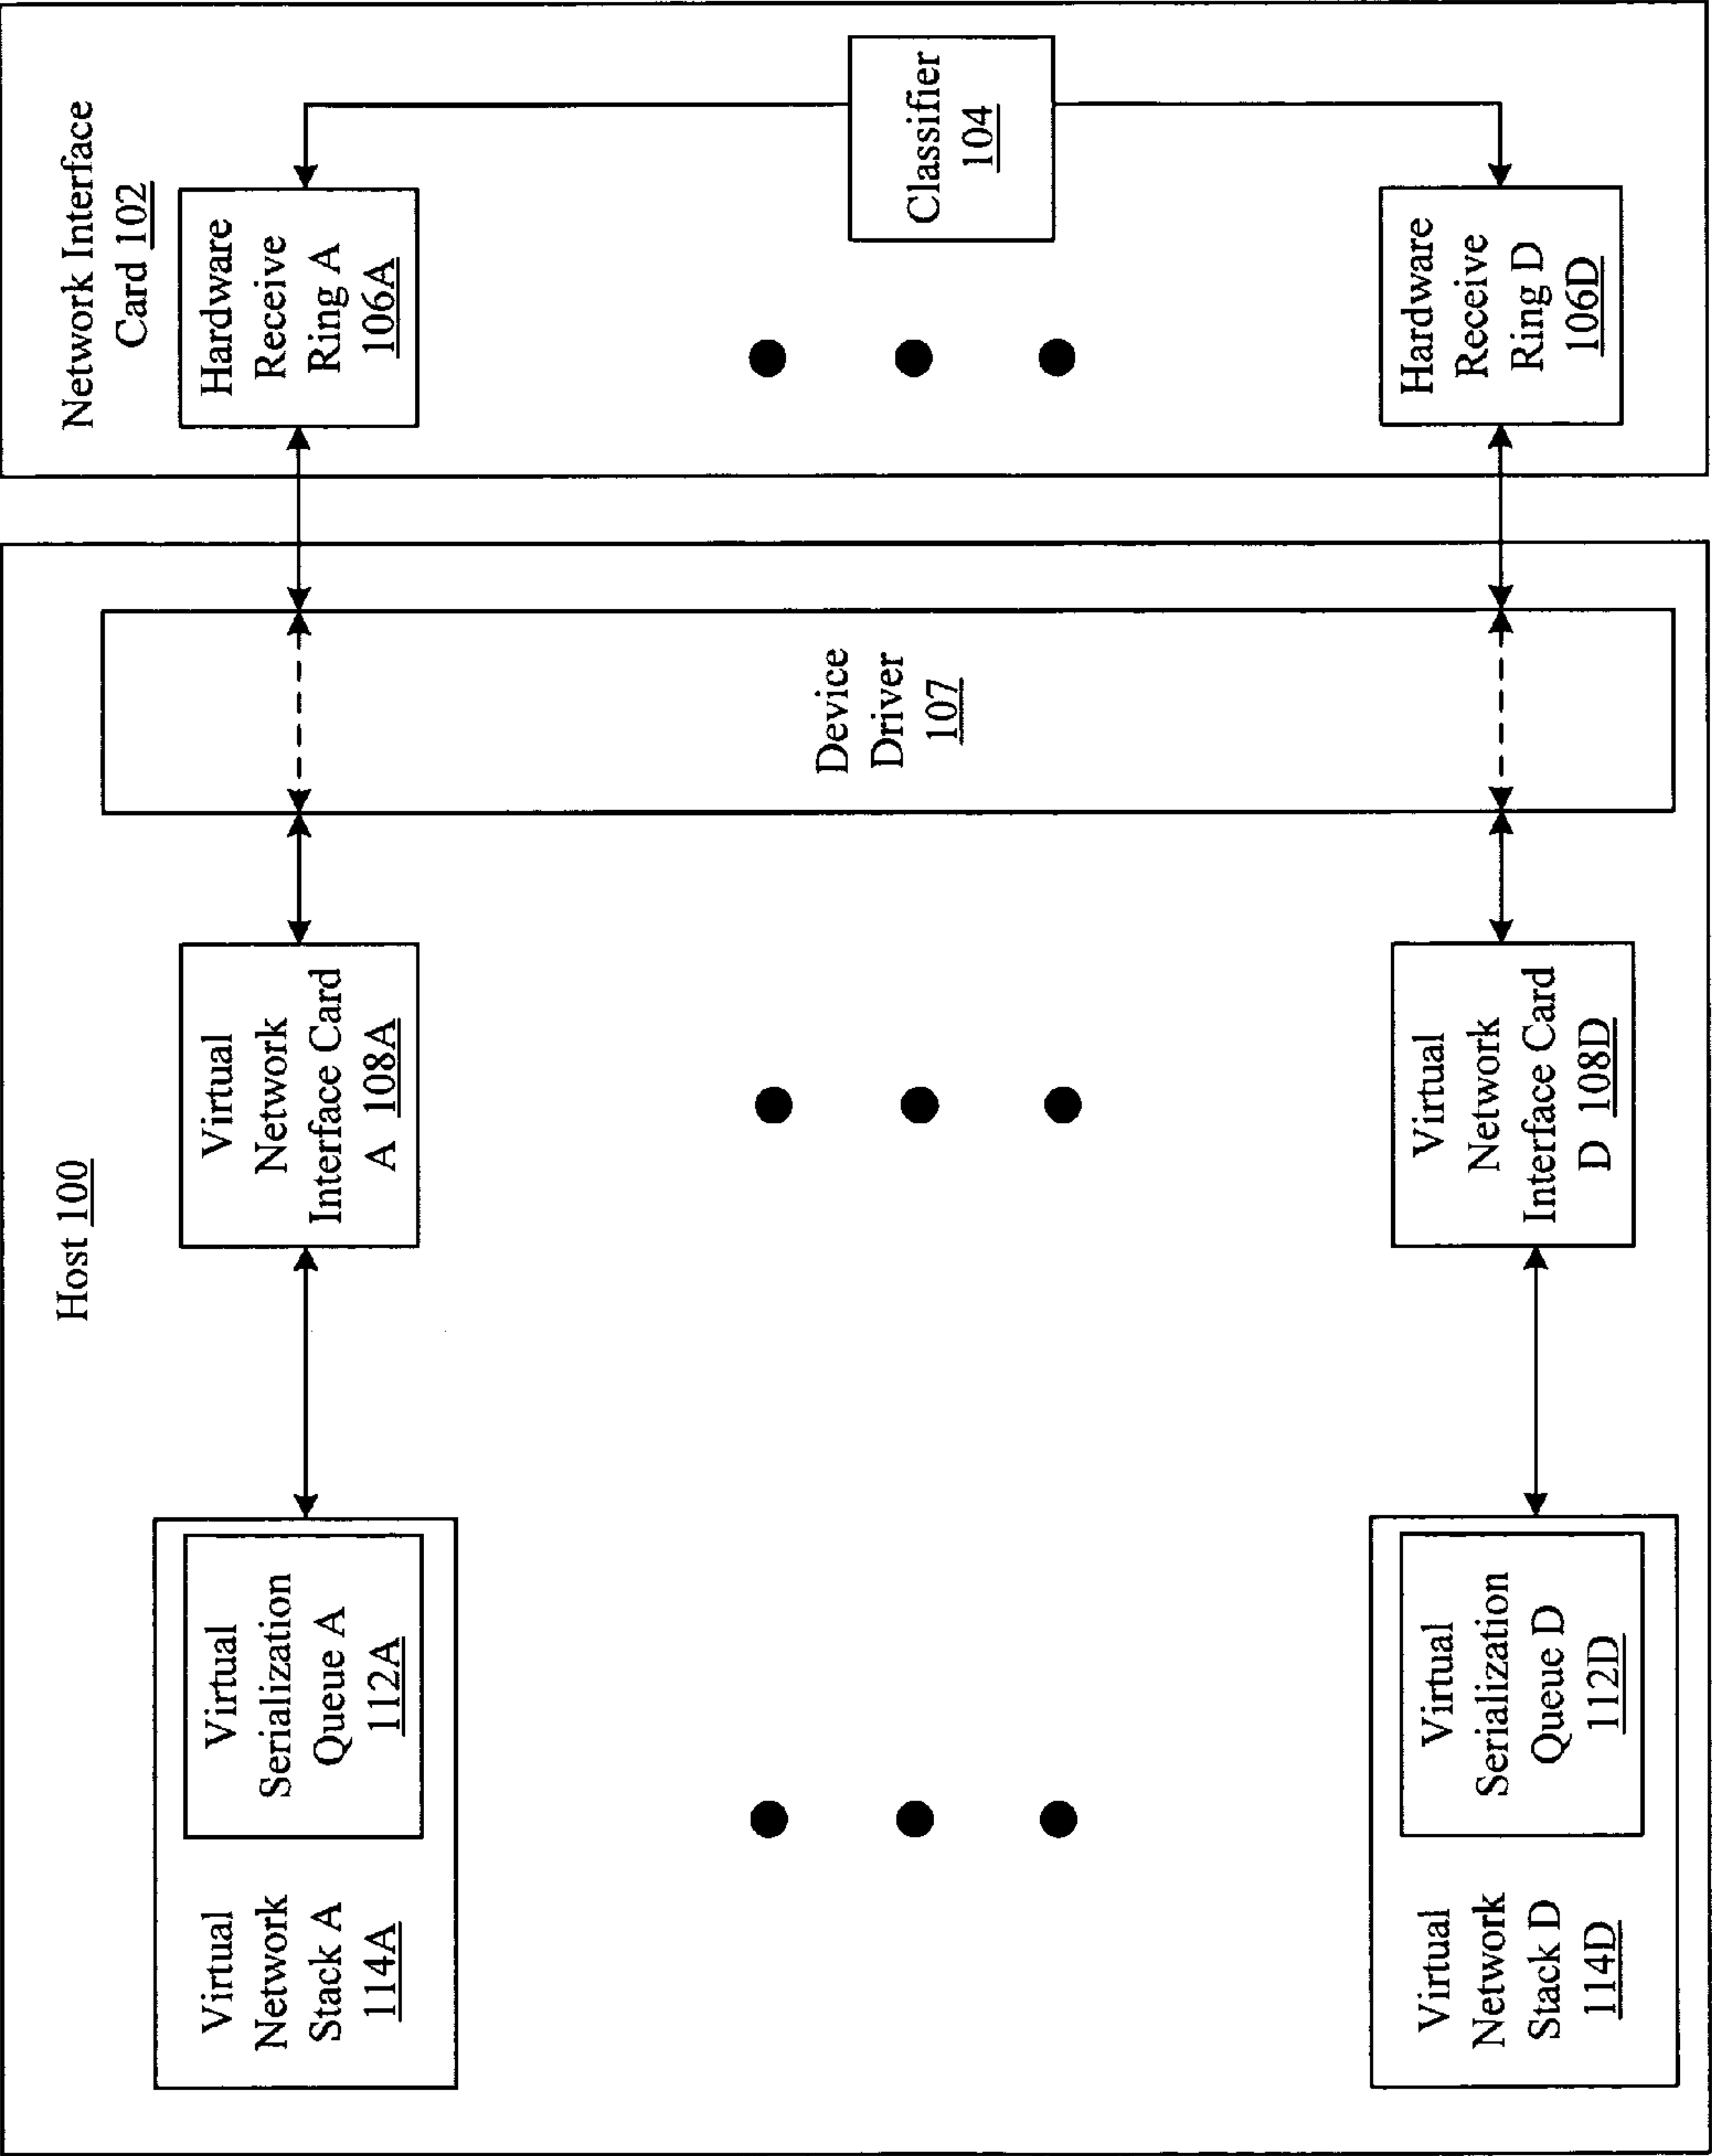 Host 100
Virtual
Network
Stack A
114A
Virtual
Serialization
Queue A
112A
Virtual
Network
Interface Card
A 108A
Device
Driver
107
Virtual
Network
Stack D
114D
Virtual
Serialization
Queue D
112D
Virtual
Network
Interface Card
D 108D
Network Interface
Card 102
Hardware
Receive
Ring A
106A
Classifier
104
Hardware
Receive
Ring D
106D